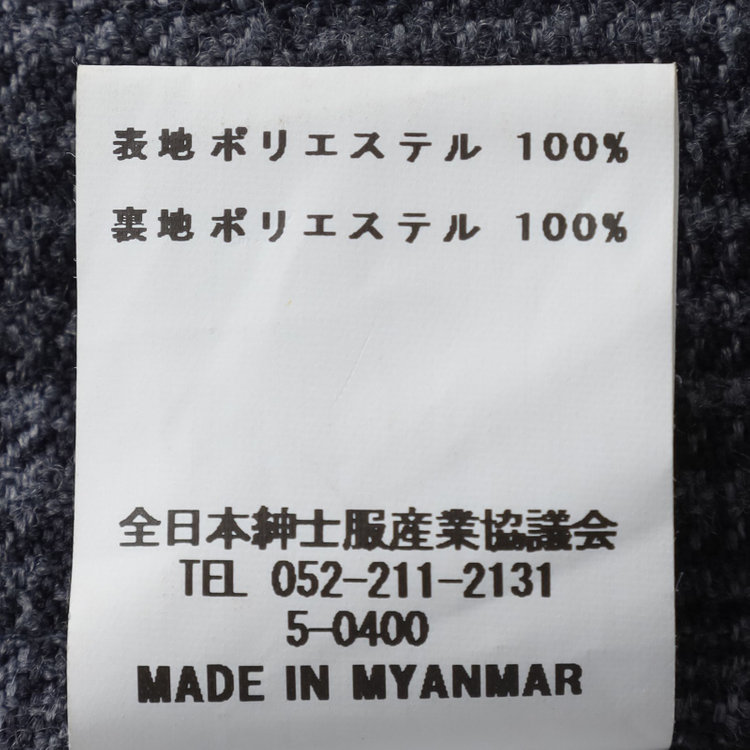 表地 ポリエステル 100%
裏地 ポリエステル 100%
全日本紳士服産業協議会
TEL 052-211-2131
5-0400
MADE IN MYANMAR